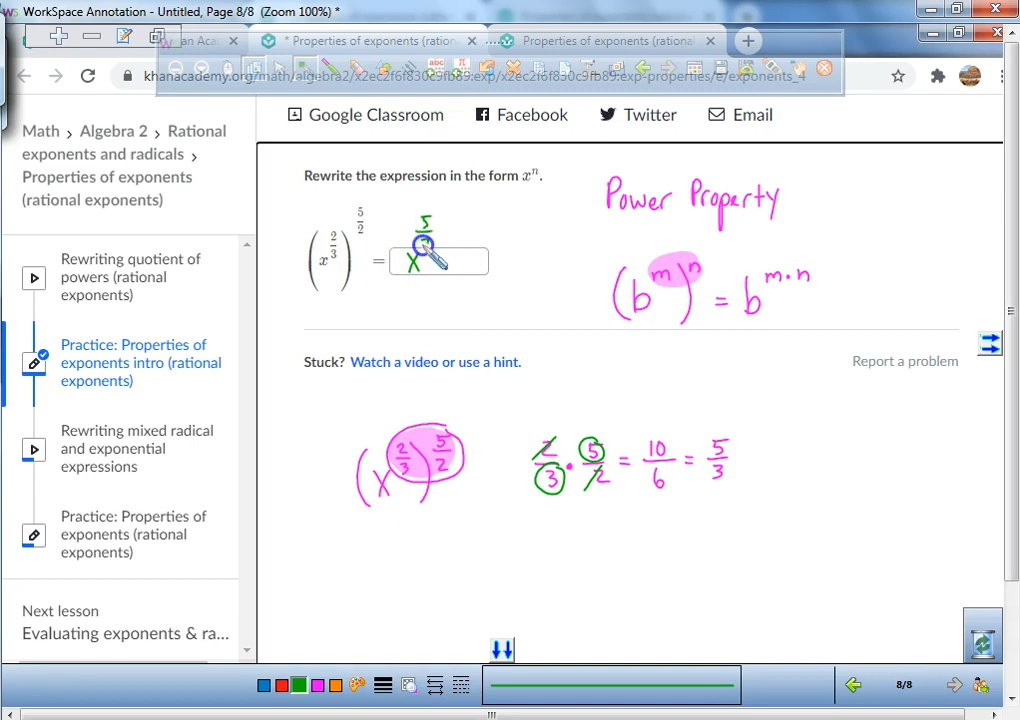 WorkSpace Annotation - Untitled, Page 8/8 (Zoom 100%) *
an Aca
* Properties of exponents (ration
Properties of exponents (rational
khanacademy.org/math/algebra2/x2ec2f6f830c9fb89:exp/x2ec2f6f830c9fb89:exp-properties/e/exponents_4
Math › Algebra 2 › Rational
exponents and radicals ›
Properties of exponents
(rational exponents)
Rewriting quotient of
powers (rational
exponents)
Practice: Properties of
exponents intro (rational
exponents)
Rewriting mixed radical
and exponential
expressions
Practice: Properties of
exponents (rational
exponents)
Next lesson
Evaluating exponents & ra...
Google Classroom
Facebook
Twitter
Email
Rewrite the expression in the form xⁿ.
(x^(2/3))^(5/2) =
x^5
Power Property
(b^m)^n = b^(m·n)
Stuck? Watch a video or use a hint.
Report a problem
(x^(2/3))^(5/2)
2/3 · 5/2 = 10/6 = 5/3
8/8